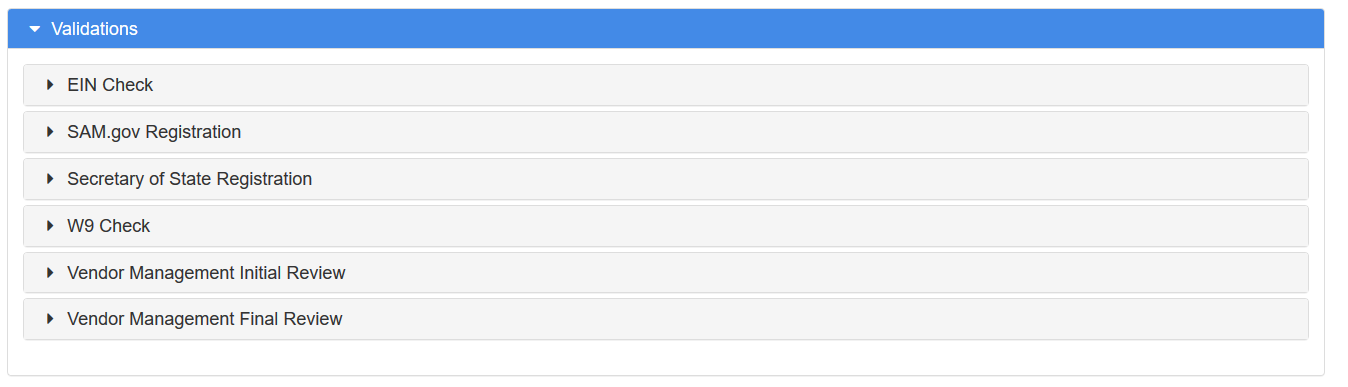 Validations
EIN Check
SAM.gov Registration
Secretary of State Registration
W9 Check
Vendor Management Initial Review
Vendor Management Final Review